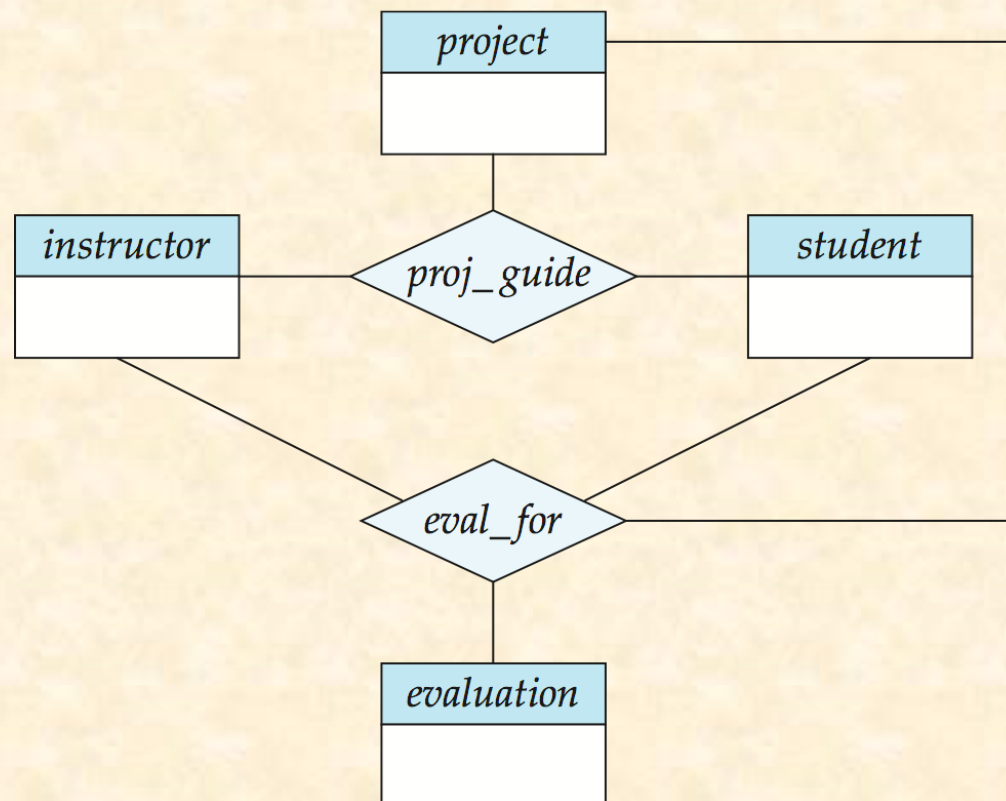 project
instructor
proj_guide
student
eval_for
evaluation